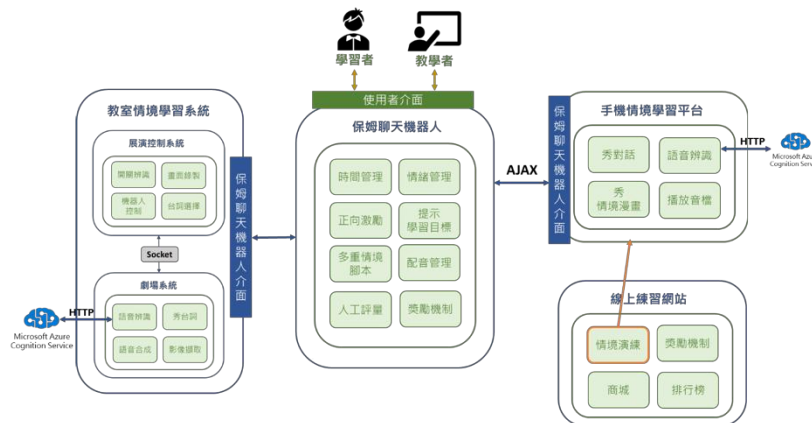 學習者
教學者
使用者介面
教室情境學習系統
展演控制系統
開關辨識
畫面錄製
機器人
控制
台詞選擇
Socket
劇場系統
語音辨識
秀台詞
語音合成
影像擷取
HTTP
Microsoft Azure
Cognition Service
保姆聊天機器人介面
保姆聊天機器人
時間管理
情緒管理
正向激勵
提示
學習目標
多重情境
腳本
配音管理
人工評量
獎勵機制
AJAX
保姆聊天機器人介面
手機情境學習平台
秀對話
語音辨識
秀
情境漫畫
播放音檔
HTTP
Microsoft Azure
Cognition Service
線上練習網站
情境演練
獎勵機制
商城
排行榜